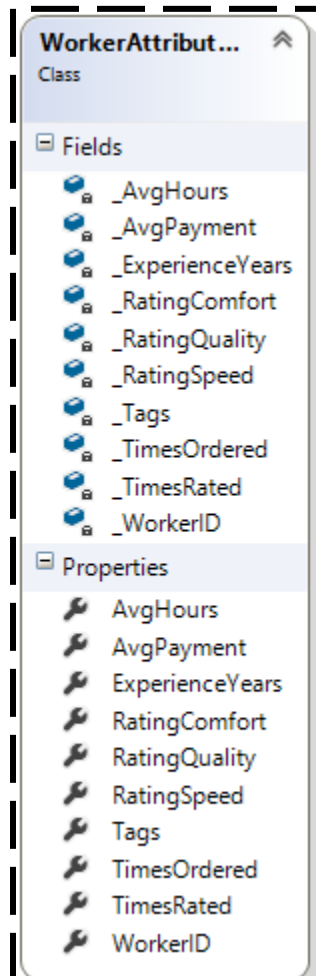 WorkerAttribut...
Class
Fields
_AvgHours
_AvgPayment
_ExperienceYears
_RatingComfort
_RatingQuality
_RatingSpeed
_Tags
_TimesOrdered
_TimesRated
_WorkerID
Properties
AvgHours
AvgPayment
ExperienceYears
RatingComfort
RatingQuality
RatingSpeed
Tags
TimesOrdered
TimesRated
WorkerID